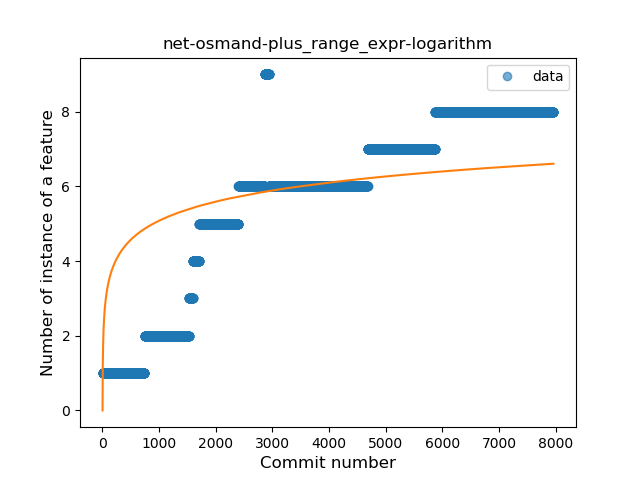 net-osmand-plus_range_expr-logarithm
data
Number of instance of a feature
8
6
4
2
0
0 1000 2000 3000 4000 5000 6000 7000 8000
Commit number